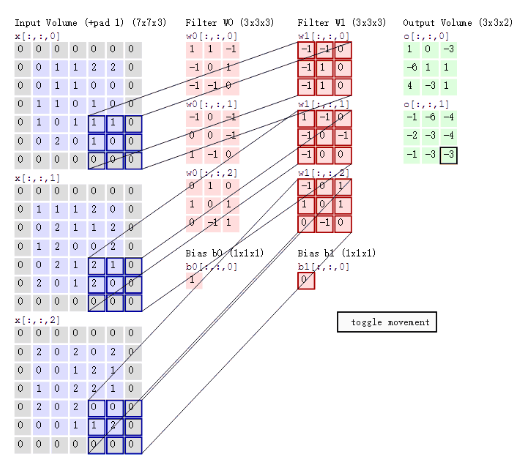 Input Volume (+pad 1) (7x7x3)
x[:,:,0]
0 0 0 0 0 0 0
0 0 1 1 2 2 0
0 0 1 1 0 0 0
0 1 1 0 1 0 0
0 1 0 1 1 1 0
0 0 2 0 1 0 0
0 0 0 0 0 0 0
x[:,:,1]
0 0 0 0 0 0 0
0 1 1 1 2 0 0
0 0 2 1 1 2 0
0 1 2 0 0 2 0
0 0 2 1 2 1 0
0 2 0 1 2 0 0
0 0 0 0 0 0 0
x[:,:,2]
0 0 0 0 0 0 0
0 2 0 2 0 2 0
0 0 0 1 2 1 0
0 1 0 2 2 1 0
0 2 0 2 0 0 0
0 0 0 1 1 2 0
0 0 0 0 0 0 0
Filter W0 (3x3x3)
w0[:,:,0]
1 1 -1
-1 0 1
-1 -1 0
w0[:,:,1]
-1 0 -1
0 0 -1
1 -1 0
w0[:,:,2]
0 1 0
1 0 1
0 -1 1
Bias b0 (1x1x1)
b0[:,:,0]
1
Filter W1 (3x3x3)
w1[:,:,0]
-1 -1 0
-1 1 0
-1 1 0
w1[:,:,1]
1 -1 0
-1 0 -1
-1 0 0
w1[:,:,2]
-1 0 1
1 0 1
0 -1 0
Bias b1 (1x1x1)
b1[:,:,0]
0
Output Volume (3x3x2)
o[:,:,0]
1 0 -3
-6 1 1
4 -3 1
o[:,:,1]
-1 -6 -4
-2 -3 -4
-1 -3 -3
toggle movement